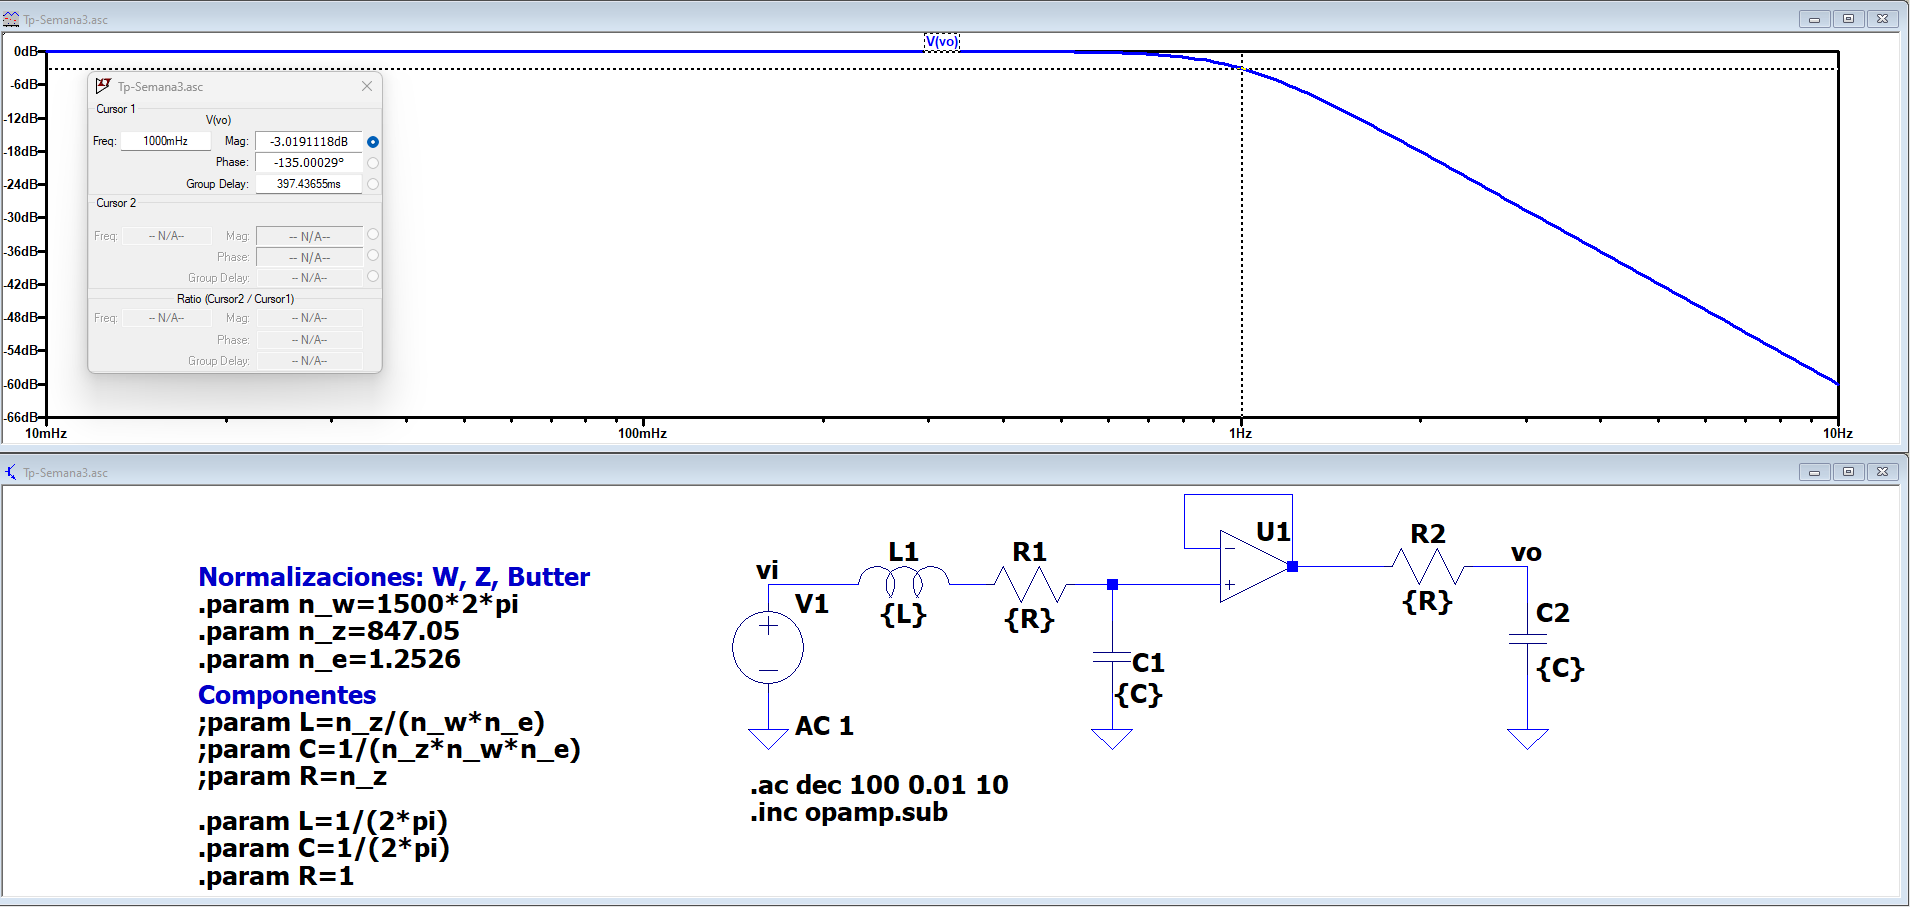 Tp-Semana3.asc
V(vo)
0dB
-6dB
-12dB
-18dB
-24dB
-30dB
-36dB
-42dB
-48dB
-54dB
-60dB
-66dB
10mHz
100mHz
1Hz
10Hz
Tp-Semana3.asc
Cursor 1
V(vo)
Freq: 1000mHz Mag: -3.0191118dB
Phase: -135.00029°
Group Delay: 397.43655ms
Cursor 2
Freq: -- N/A-- Mag: -- N/A--
Phase: -- N/A--
Group Delay: -- N/A--
Ratio (Cursor2 / Cursor1)
Freq: -- N/A-- Mag: -- N/A--
Phase: -- N/A--
Group Delay: -- N/A--
Tp-Semana3.asc
Normalizaciones: W, Z, Butter
.param n_w=1500*2*pi
.param n_z=847.05
.param n_e=1.2526
Componentes
;param L=n_z/(n_w*n_e)
;param C=1/(n_z*n_w*n_e)
;param R=n_z
.param L=1/(2*pi)
.param C=1/(2*pi)
.param R=1
vi
V1
AC 1
L1
{L}
R1
{R}
C1
{C}
U1
R2
{R}
vo
C2
{C}
.ac dec 100 0.01 10
.inc opamp.sub